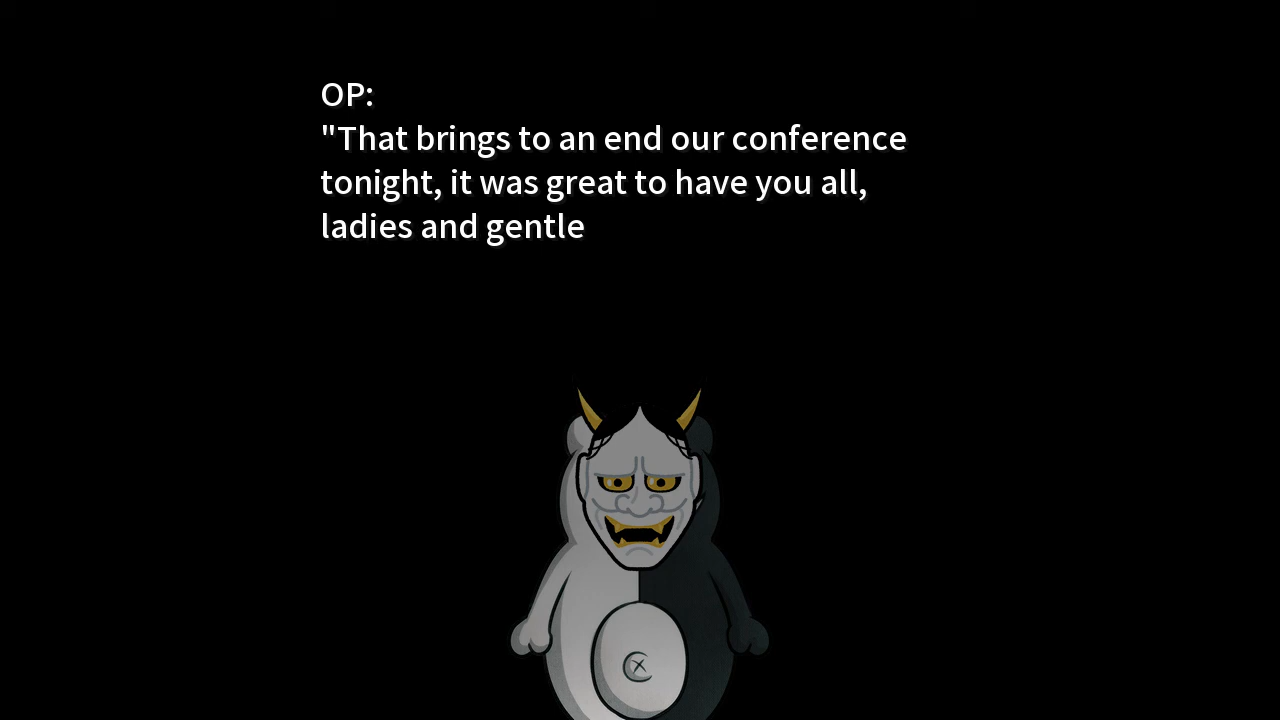 OP:
"That brings to an end our conference
tonight, it was great to have you all,
ladies and gentle